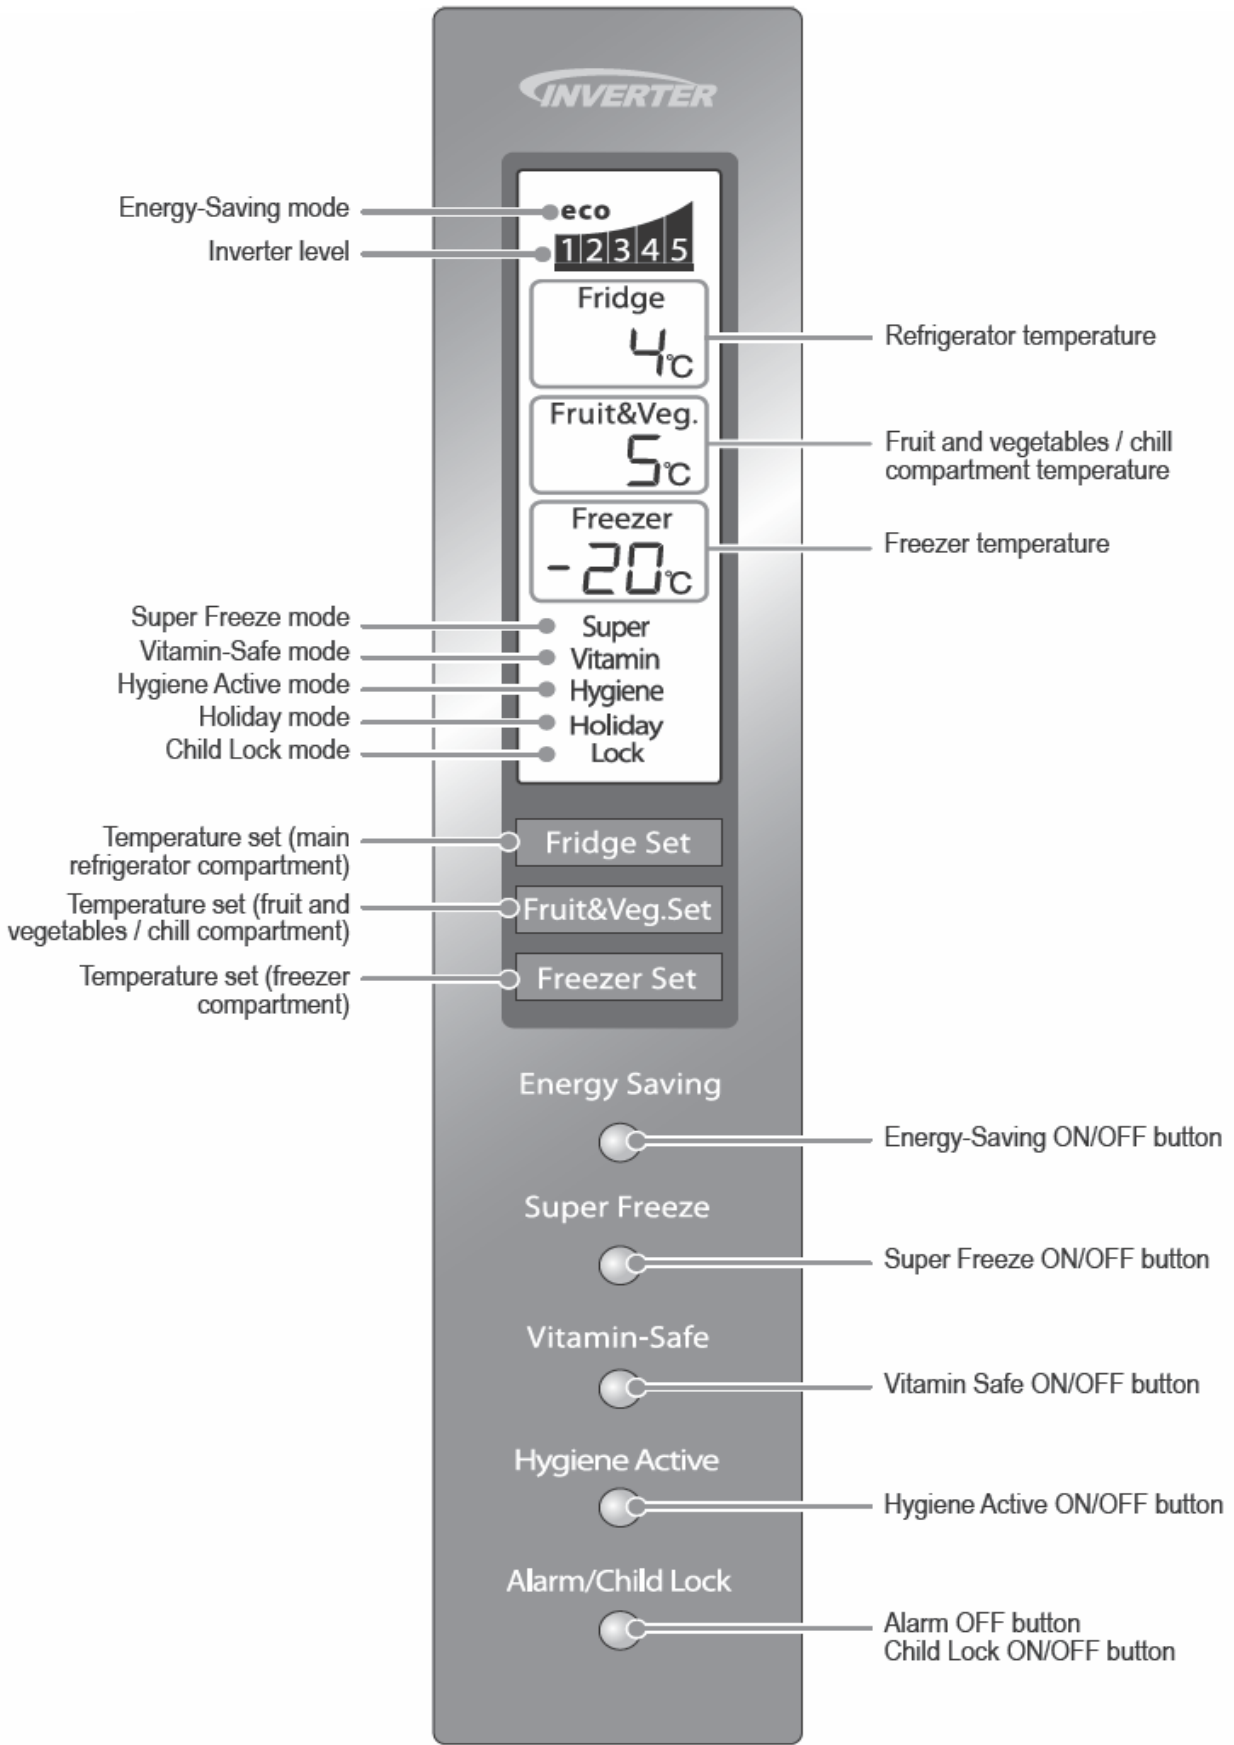 INVERTER
Energy-Saving mode
eco
Inverter level
1 2 3 4 5
Fridge
4°C
Refrigerator temperature
Fruit&Veg.
5°C
Fruit and vegetables / chill
compartment temperature
Freezer
-20°C
Freezer temperature
Super Freeze mode
Super
Vitamin-Safe mode
Vitamin
Hygiene Active mode
Hygiene
Holiday mode
Holiday
Child Lock mode
Lock
Temperature set (main
refrigerator compartment)
Fridge Set
Temperature set (fruit and
vegetables / chill compartment)
Fruit&Veg.Set
Temperature set (freezer
compartment)
Freezer Set
Energy Saving
Energy-Saving ON/OFF button
Super Freeze
Super Freeze ON/OFF button
Vitamin-Safe
Vitamin Safe ON/OFF button
Hygiene Active
Hygiene Active ON/OFF button
Alarm/Child Lock
Alarm OFF button
Child Lock ON/OFF button